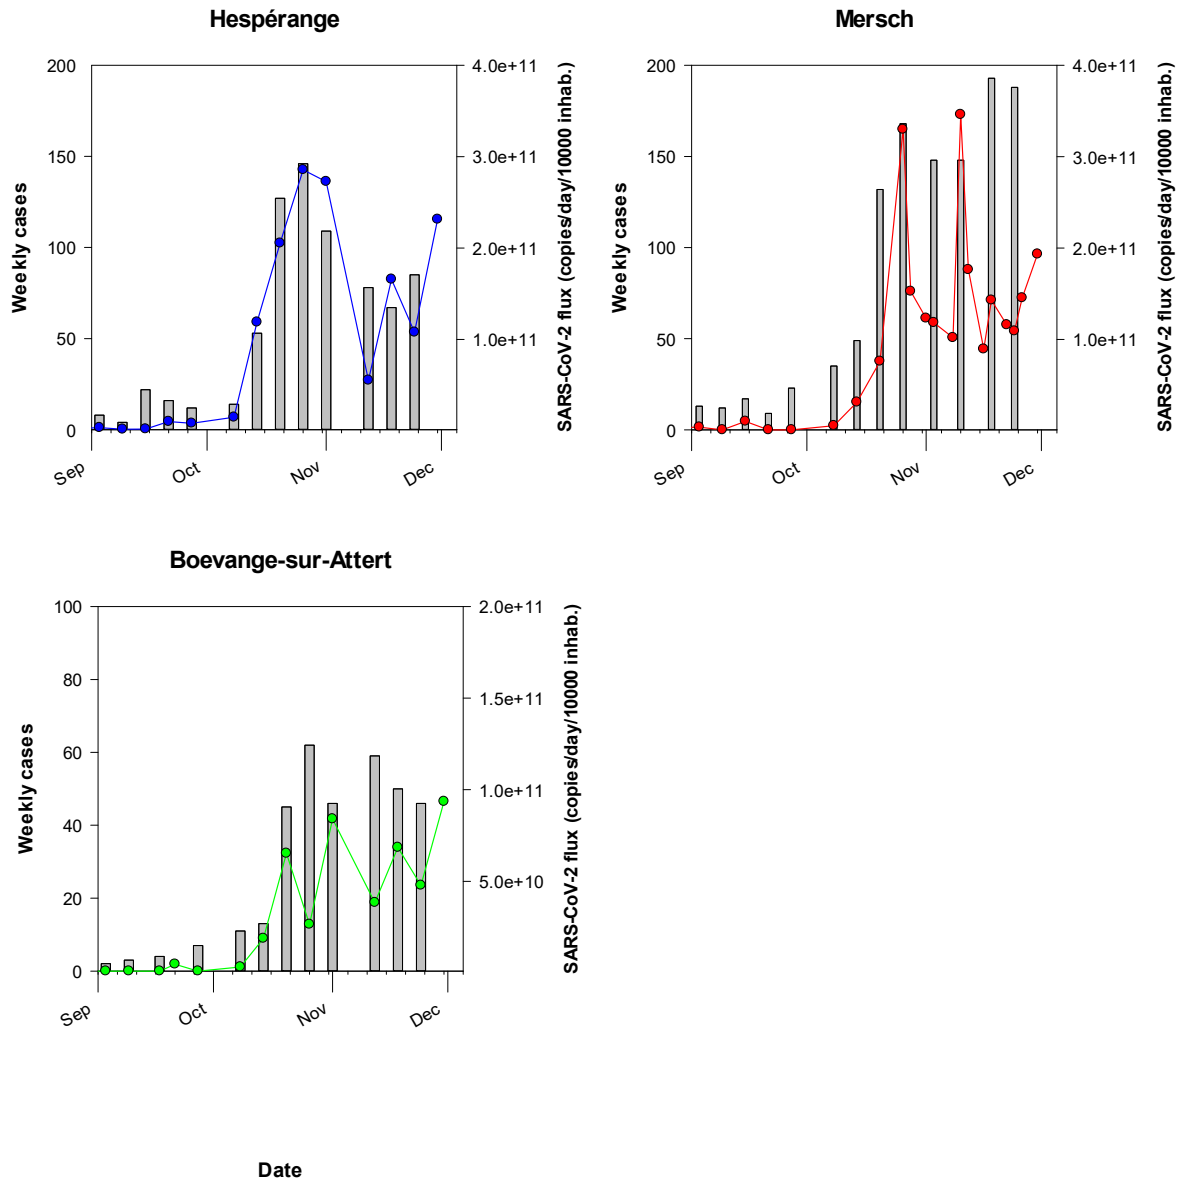 Hespérange
200
150
100
50
0
Weekly cases
4.0e+11
3.0e+11
2.0e+11
1.0e+11
SARS-CoV-2 flux (copies/day/10000 inhab.)
Sep
Oct
Nov
Dec
Mersch
200
150
100
50
0
Weekly cases
4.0e+11
3.0e+11
2.0e+11
1.0e+11
SARS-CoV-2 flux (copies/day/10000 inhab.)
Sep
Oct
Nov
Dec
Boevange-sur-Attert
100
80
60
40
20
0
Weekly cases
2.0e+11
1.5e+11
1.0e+11
5.0e+10
SARS-CoV-2 flux (copies/day/10000 inhab.)
Sep
Oct
Nov
Dec
Date